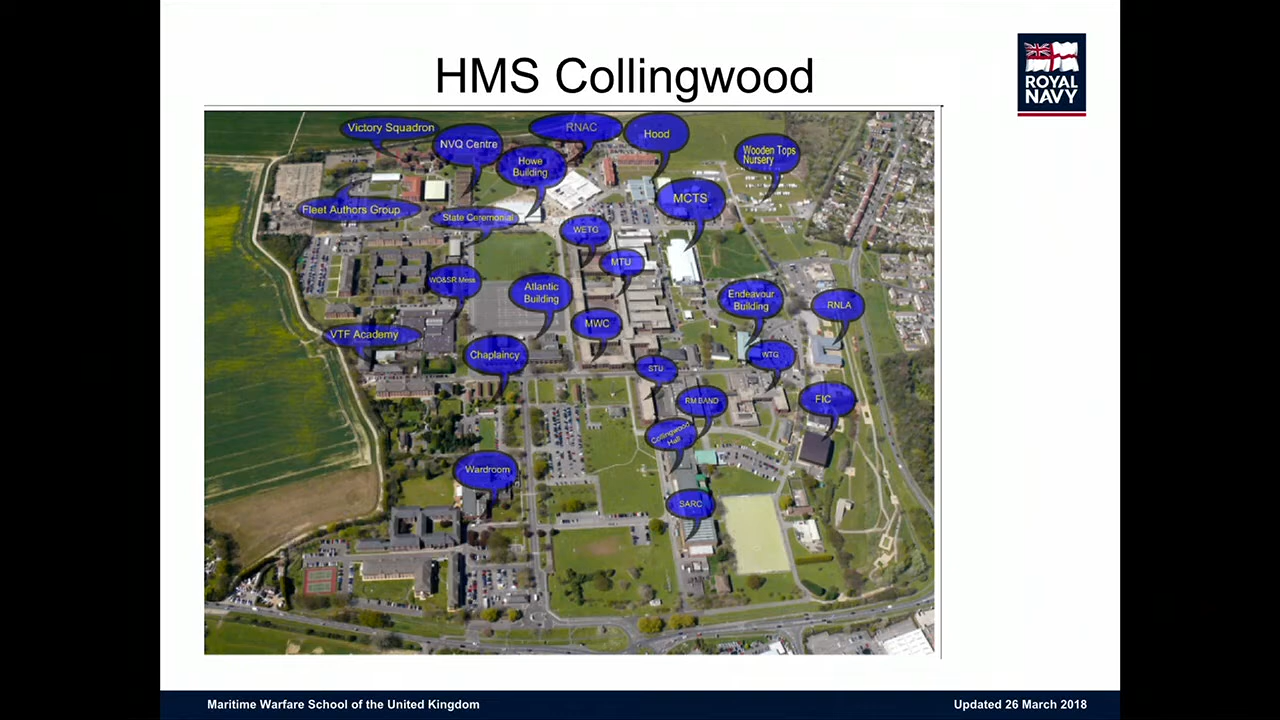 HMS Collingwood
ROYAL
NAVY
Victory Squadron
NVQ Centre
RNAC
Hood
Wooden Tops
Nursery
Howe
Building
Fleet Authors Group
State Ceremonial
MCTS
WETG
MTU
WO&SR Mess
Atlantic
Building
Endeavour
Building
RNLA
MWC
VTF Academy
Chaplaincy
STU
WTG
RM BAND
FIC
Collingwood
Hall
Wardroom
SARC
Maritime Warfare School of the United Kingdom
Updated 26 March 2018